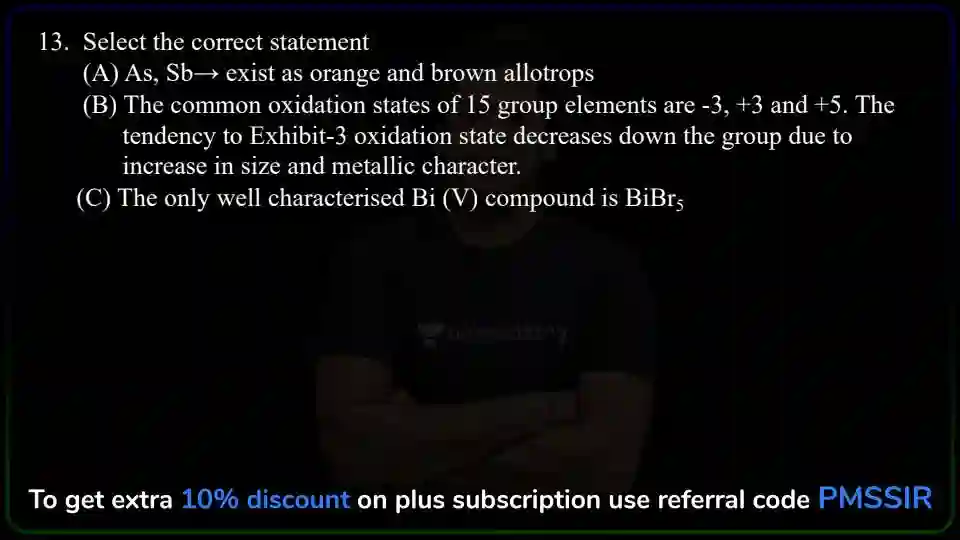 13. Select the correct statement
(A) As, Sb→ exist as orange and brown allotrops
(B) The common oxidation states of 15 group elements are -3, +3 and +5. The
tendency to Exhibit-3 oxidation state decreases down the group due to
increase in size and metallic character.
(C) The only well characterised Bi (V) compound is BiBr₅
To get extra 10% discount on plus subscription use referral code PMSSIR